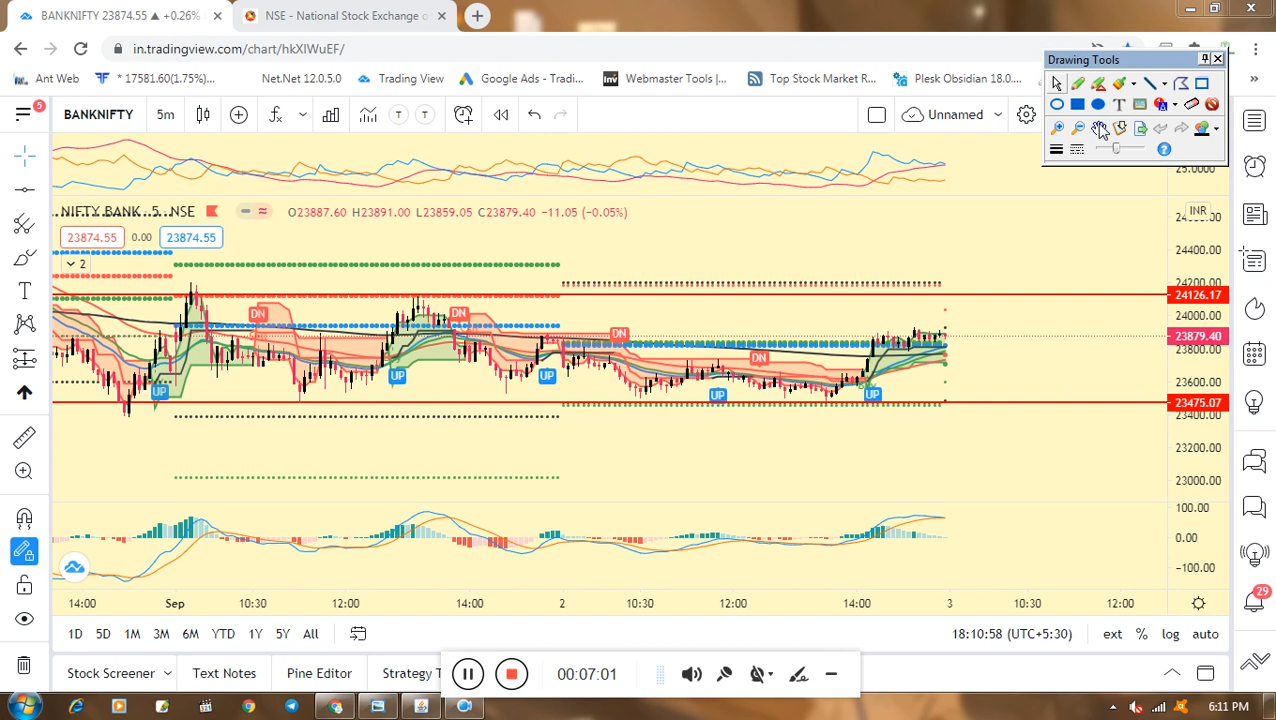 BANKNIFTY 23874.55 ▲ +0.26%
NSE - National Stock Exchange o
in.tradingview.com/chart/hkXIWuEF/
Drawing Tools
Ant Web
* 17581.60(1.75%)...
Net.Net 12.0.5.0
Trading View
Google Ads - Tradi...
Inv
Webmaster Tools |...
Top Stock Market R...
Plesk Obsidian 18.0....
»
5
BANKNIFTY
5m
T
T
Unnamed
25.0000
NIFTY BANK 5 NSE
O23887.60 H23891.00 L23859.05 C23879.40 -11.05 (-0.05%)
INR
23874.55
0.00
23874.55
2
24400.00
24200.00
24126.17
24000.00
23879.40
23800.00
23600.00
23475.07
23400.00
23200.00
23000.00
DN
DN
DN
DN
UP
UP
UP
UP
UP
100.00
0.00
-100.00
14:00
Sep
10:30
12:00
14:00
2
10:30
12:00
14:00
3
10:30
12:00
29
1D
5D
1M
3M
6M
YTD
1Y
5Y
All
18:10:58 (UTC+5:30)
ext
%
log
auto
Stock Screener
Text Notes
Pine Editor
Strategy T
00:07:01
6:11 PM